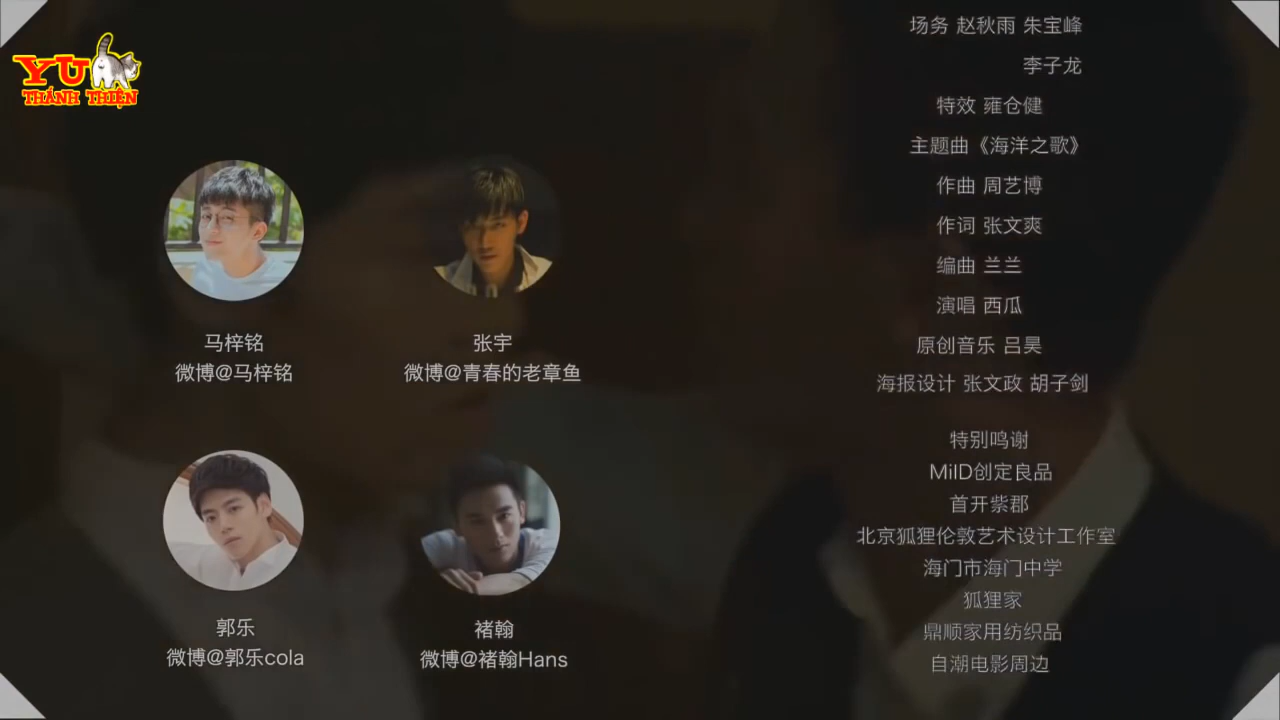 YU
THÁNH THIỆN
马梓铭
微博@马梓铭
张宇
微博@青春的老章鱼
郭乐
微博@郭乐cola
褚翰
微博@褚翰Hans
场务 赵秋雨 朱宝峰
李子龙
特效 雍仓健
主题曲《海洋之歌》
作曲 周艺博
作词 张文爽
编曲 兰兰
演唱 西瓜
原创音乐 吕昊
海报设计 张文政 胡子剑
特别鸣谢
MiID创定良品
首开紫郡
北京狐狸伦敦艺术设计工作室
海门市海门中学
狐狸家
鼎顺家用纺织品
自潮电影周边